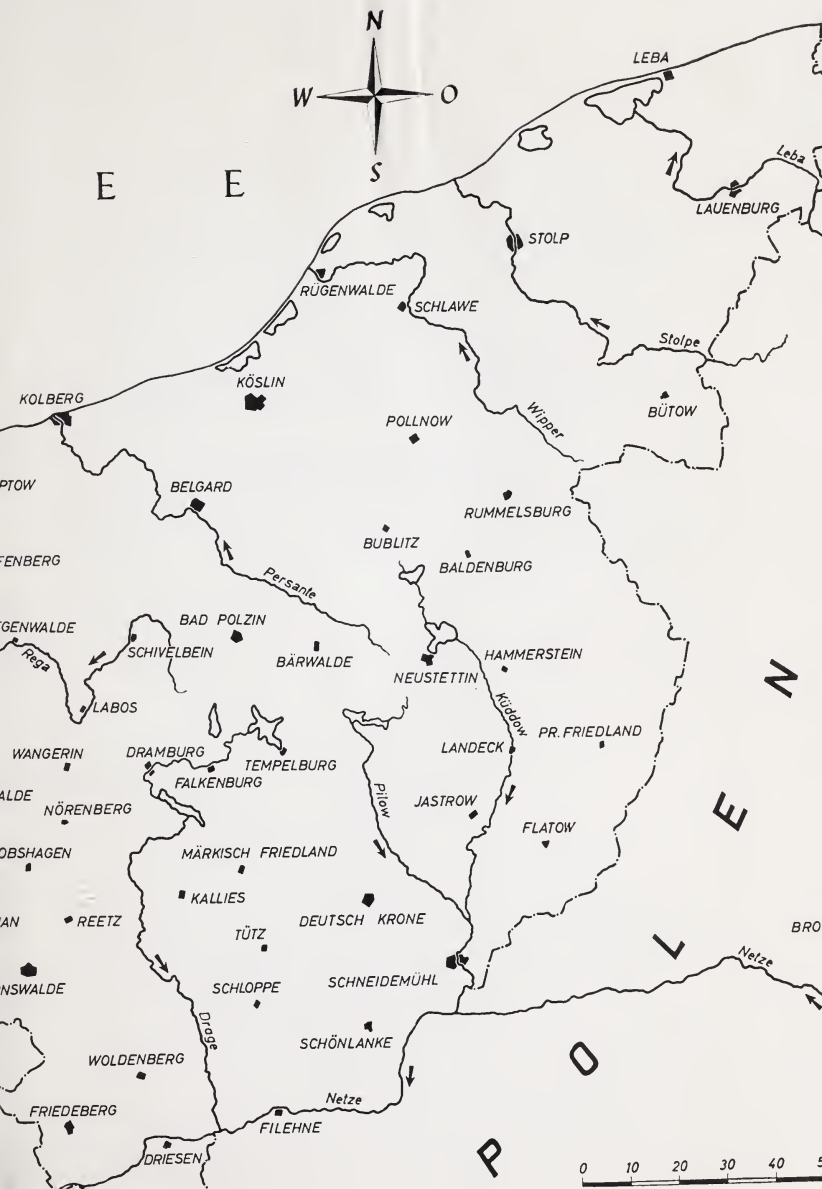 N
W
O
S
E E
LEBA
Leba
LAUENBURG
STOLP
RÜGENWALDE
SCHLAWE
Stolpe
KÖSLIN
KOLBERG
BÜTOW
POLLNOW
Wipper
PTOW
BELGARD
RUMMELSBURG
BUBLITZ
FENBERG
BALDENBURG
Persante
EGENWALDE
BAD POLZIN
SCHIVELBEIN
BÄRWALDE
Rega
NEUSTETTIN
HAMMERSTEIN
Küddow
LABOS
PR. FRIEDLAND
LANDECK
WANGERIN
DRAMBURG
TEMPELBURG
FALKENBURG
Pilow
ALDE
NÖRENBERG
JASTROW
FLATOW
OBSHAGEN
MÄRKISCH FRIEDLAND
KALLIES
AN
REETZ
DEUTSCH KRONE
TÜTZ
BRO
Netze
NSWALDE
SCHLOPPE
SCHNEIDEMÜHL
Drage
SCHÖNLANKE
WOLDENBERG
Netze
FRIEDEBERG
FILEHNE
DRIESEN
POLEN
0 10 20 30 40 5